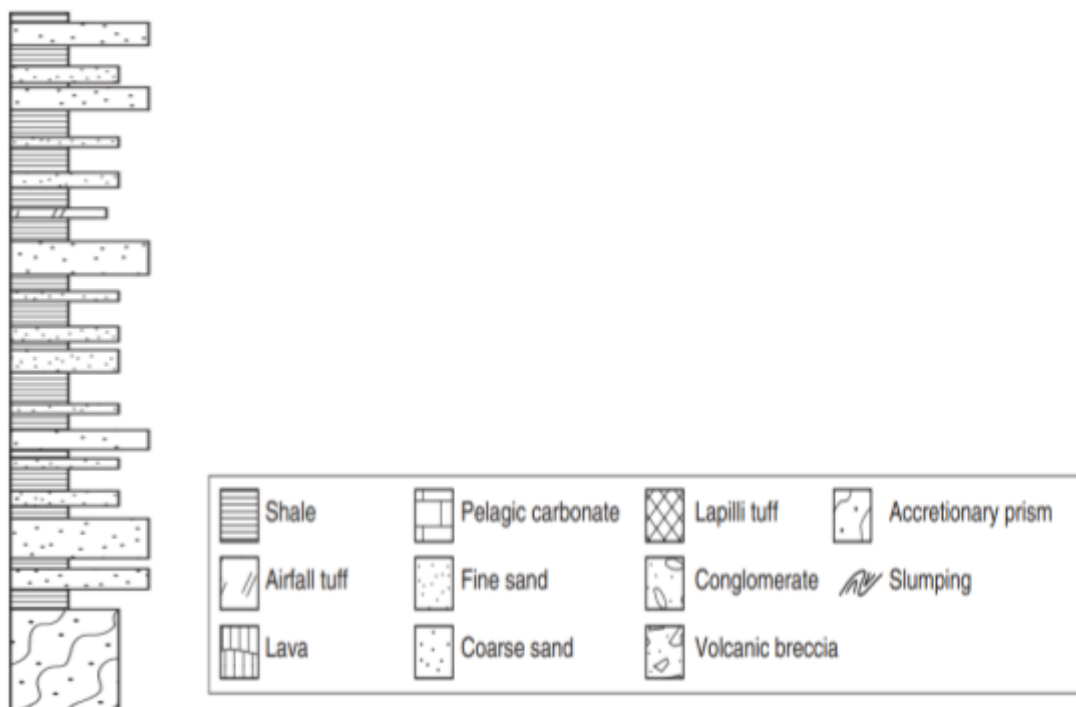 Shale
Pelagic carbonate
Lapilli tuff
Accretionary prism
Airfall tuff
Fine sand
Conglomerate
Slumping
Lava
Coarse sand
Volcanic breccia